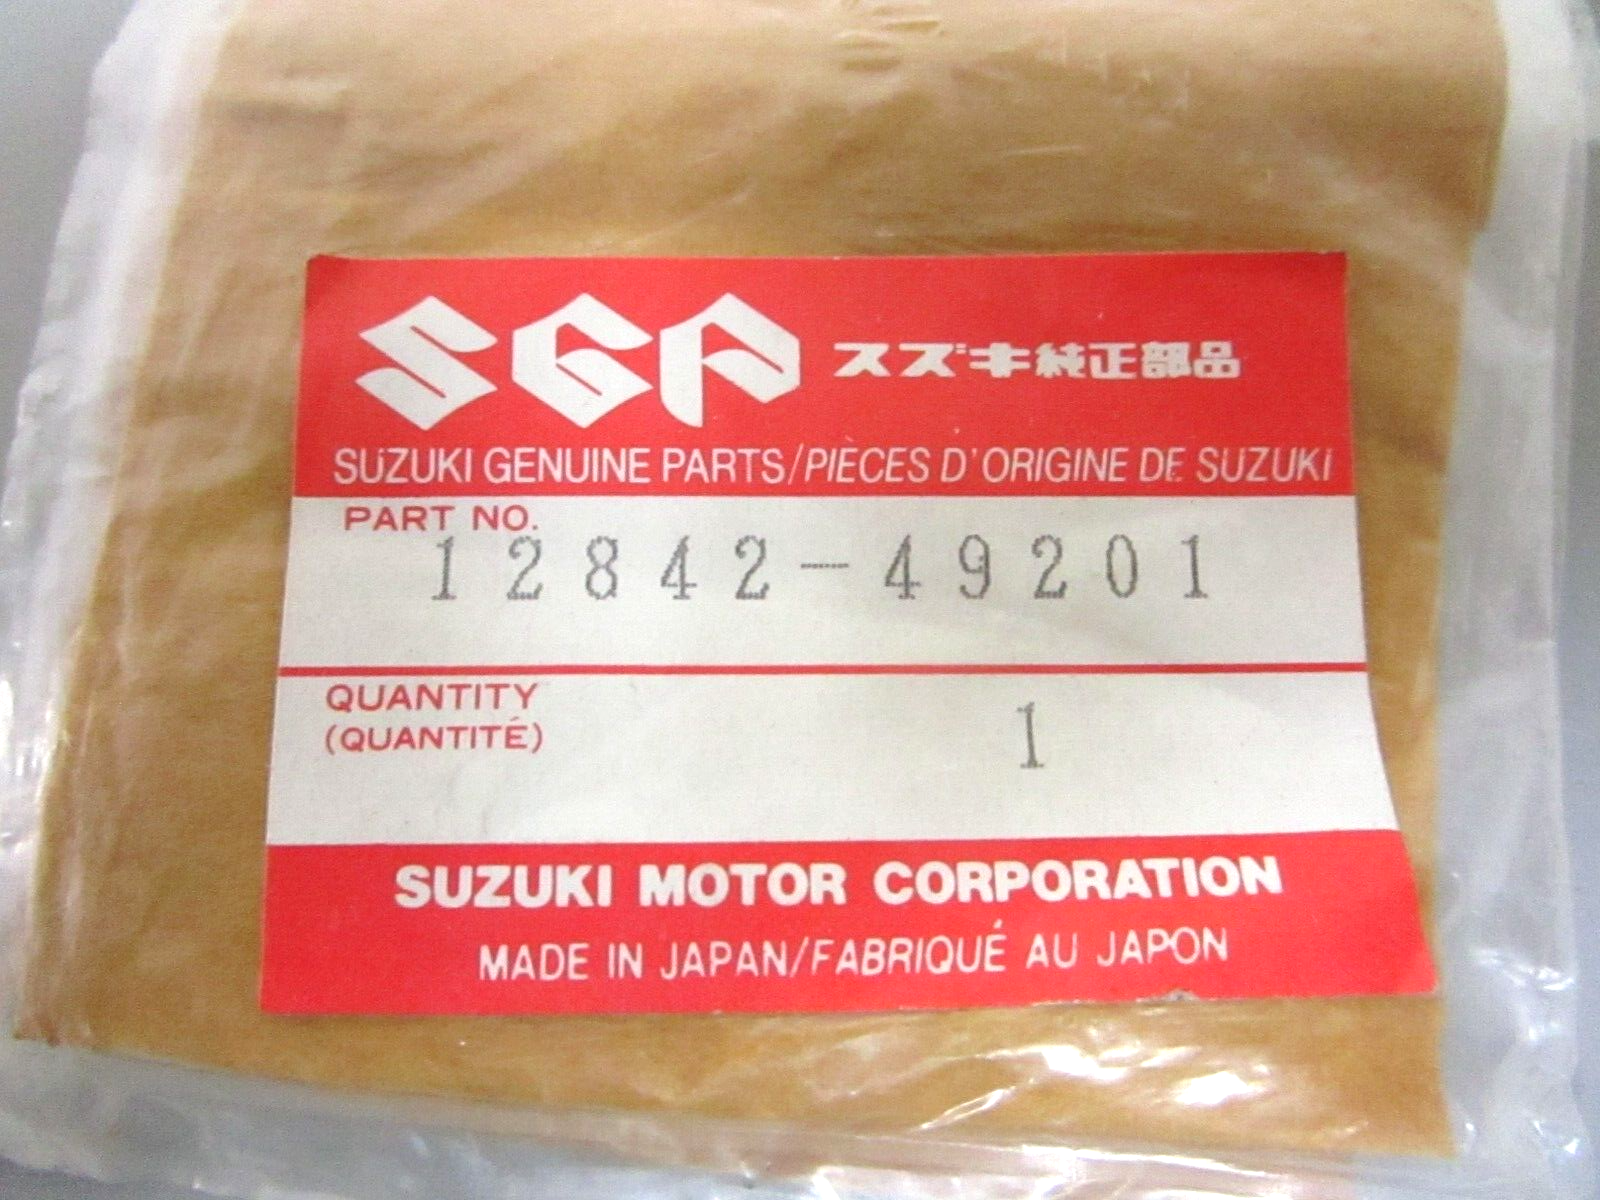 SGP スズキ純正部品
SUZUKI GENUINE PARTS/PIÈCES D'ORIGINE DE SUZUKI
PART NO.
12842-49201
QUANTITY
(QUANTITÉ)
1
SUZUKI MOTOR CORPORATION
MADE IN JAPAN/FABRIQUÉ AU JAPON